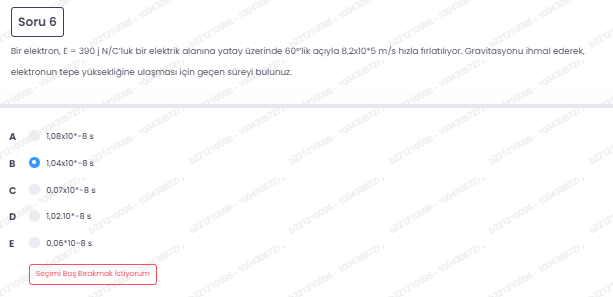 Soru 6
Bir elektron, E = 390 j N/C'luk bir elektrik alanına yatay üzerinde 60°'lik açıyla 8,2x10*5 m/s hızla fırlatılıyor. Gravitasyonu ihmal ederek,
elektronun tepe yüksekliğine ulaşması için geçen süreyi bulunuz.
A 1,08x10*-8 s
B 1,04x10*-8 s
C 0,07x10*-8 s
D 1,02.10*-8 s
E 0,06*10-8 s
Seçimi Boş Bırakmak İstiyorum